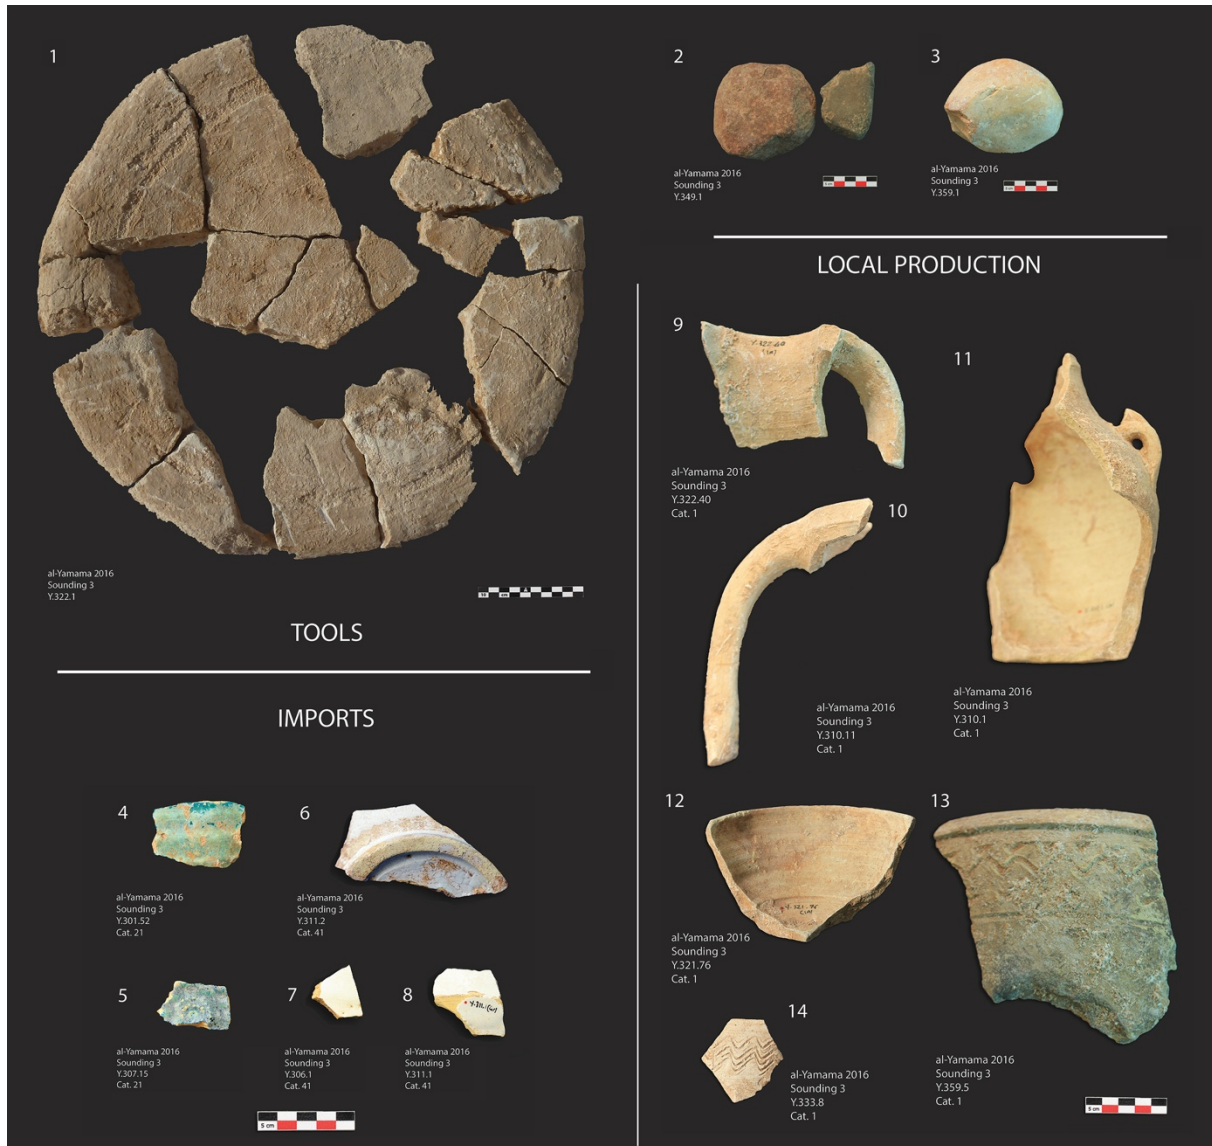 1
al-Yamama 2016
Sounding 3
Y.322.1
TOOLS
2
al-Yamama 2016
Sounding 3
Y.349.1
3
al-Yamama 2016
Sounding 3
Y.359.1
IMPORTS
4
al-Yamama 2016
Sounding 3
Y.301.52
Cat. 21
6
al-Yamama 2016
Sounding 3
Y.311.2
Cat. 41
5
al-Yamama 2016
Sounding 3
Y.307.15
Cat. 21
7
al-Yamama 2016
Sounding 3
Y.306.1
Cat. 41
8
al-Yamama 2016
Sounding 3
Y.311.1
Cat. 41
5 cm
LOCAL PRODUCTION
9
Y.322.40
al-Yamama 2016
Sounding 3
Y.322.40
Cat. 1
10
al-Yamama 2016
Sounding 3
Y.310.11
Cat. 1
11
al-Yamama 2016
Sounding 3
Y.310.1
Cat. 1
12
al-Yamama 2016
Sounding 3
Y.321.76
Cat. 1
13
al-Yamama 2016
Sounding 3
Y.359.5
Cat. 1
14
al-Yamama 2016
Sounding 3
Y.333.8
Cat. 1
5 cm